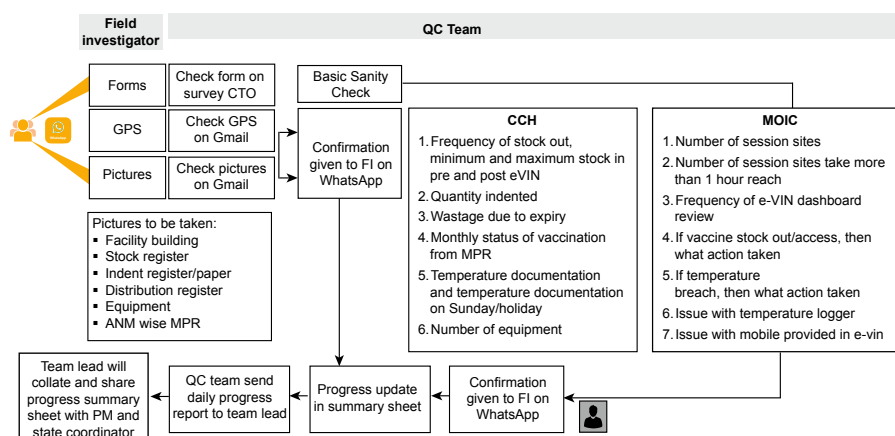 Field
investigator
QC Team
Forms
Check form on
survey CTO
Basic Sanity
Check
GPS
Check GPS
on Gmail
Pictures
Check pictures
on Gmail
Confirmation
given to FI on
WhatsApp
CCH
1. Frequency of stock out,
minimum and maximum stock in
pre and post eVIN
2. Quantity indented
3. Wastage due to expiry
4. Monthly status of vaccination
from MPR
5. Temperature documentation
and temperature documentation
on Sunday/holiday
6. Number of equipment
MOIC
1. Number of session sites
2. Number of session sites take more
than 1 hour reach
3. Frequency of e-VIN dashboard
review
4. If vaccine stock out/access, then
what action taken
5. If temperature
breach, then what action taken
6. Issue with temperature logger
7. Issue with mobile provided in e-vin
Pictures to be taken:
▪ Facility building
▪ Stock register
▪ Indent register/paper
▪ Distribution register
▪ Equipment
▪ ANM wise MPR
Team lead will
collate and share
progress summary
sheet with PM and
state coordinator
QC team send
daily progress
report to team lead
Progress update
in summary sheet
Confirmation
given to FI on
WhatsApp